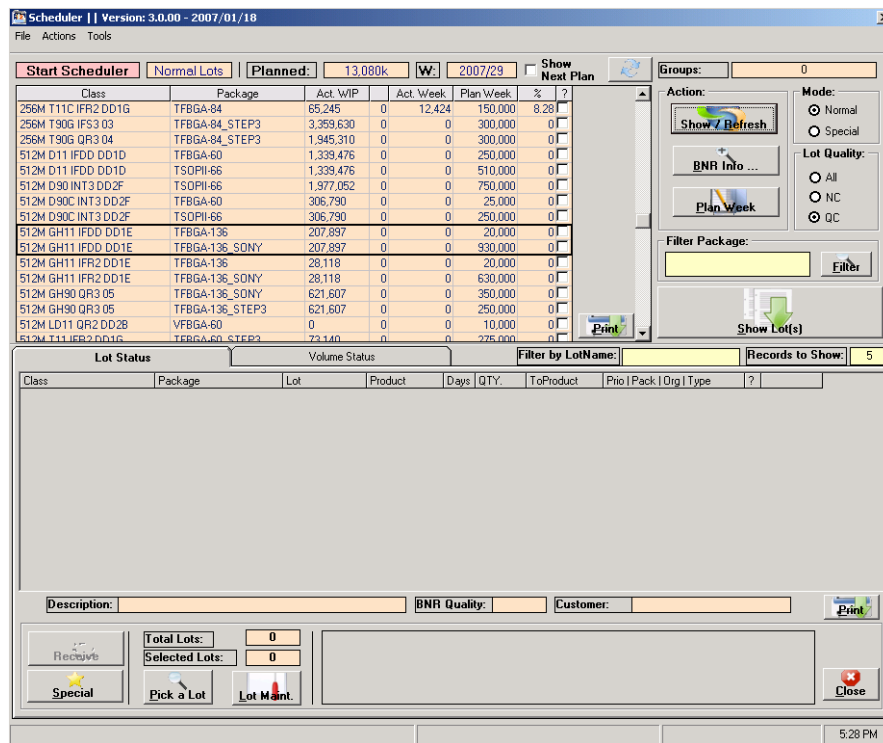 Scheduler || Version: 3.0.00 - 2007/01/18
File Actions Tools
Start Scheduler Normal Lots Planned: 13,080k W: 2007/29 Show Next Plan
Groups: 0
Class Package Act. WIP Act. Week Plan Week % ?
256M T11C IFR2 DD1G TFBGA-84 65,245 0 12,424 150,000 8.28
256M T90G IFS3 03 TFBGA-84_STEP3 3,359,630 0 0 300,000 0
256M T90G QR3 04 TFBGA-84_STEP3 1,945,310 0 0 300,000 0
512M D11 IFDD DD1D TFBGA-60 1,339,476 0 0 250,000 0
512M D11 IFDD DD1D TSOPII-66 1,339,476 0 0 510,000 0
512M D90 INT3 DD2F TSOPII-66 1,977,052 0 0 750,000 0
512M D90C INT3 DD2F TFBGA-60 306,790 0 0 25,000 0
512M D90C INT3 DD2F TSOPII-66 306,790 0 0 250,000 0
512M GH11 IFDD DD1E TFBGA-136 207,897 0 0 20,000 0
512M GH11 IFDD DD1E TFBGA-136_SONY 207,897 0 0 930,000 0
512M GH11 IFR2 DD1E TFBGA-136 28,118 0 0 20,000 0
512M GH11 IFR2 DD1E TFBGA-136_SONY 28,118 0 0 630,000 0
512M GH90 QR3 05 TFBGA-136_SONY 621,607 0 0 350,000 0
512M GH90 QR3 05 TFBGA-136_STEP3 621,607 0 0 250,000 0
512M LD11 QR2 DD2B VFBGA-60 0 0 0 10,000 0
512M T11 IFR2 DD1G TFBGA-60_STEP3 73,140 0 0 275,000 0
Print
Action:
Show / Refresh
BNR Info ...
Plan Week
Mode:
Normal
Special
Lot Quality:
All
NC
QC
Filter Package:
Filter
Show Lot(s)
Lot Status Volume Status Filter by LotName: Records to Show: 5
Class Package Lot Product Days QTY. ToProduct Prio | Pack | Org | Type ?
Description: BNR Quality: Customer: Print
Receive
Special
Total Lots: 0
Selected Lots: 0
Pick a Lot
Lot Maint.
Close
5:28 PM